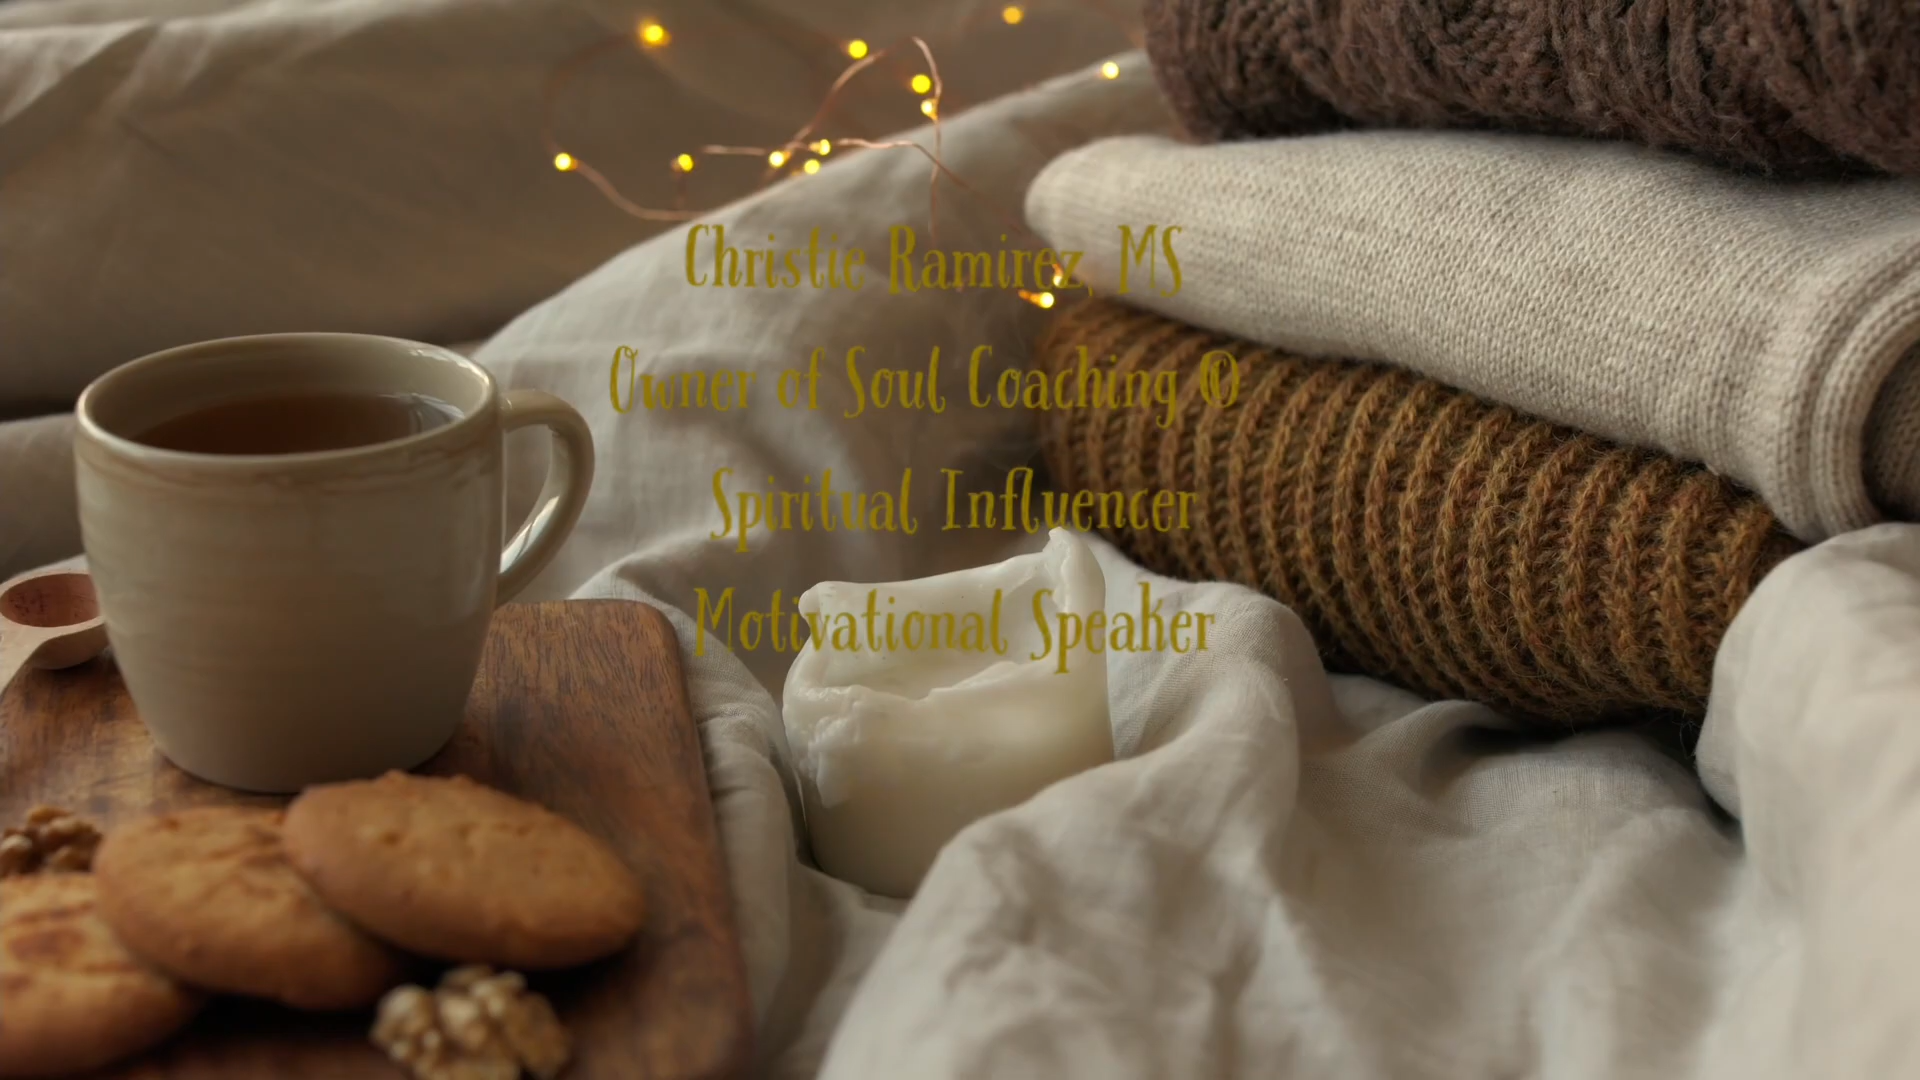 Christie Ramirez, MS
Owner of Soul Coaching ©
Spiritual Influencer
Motivational Speaker